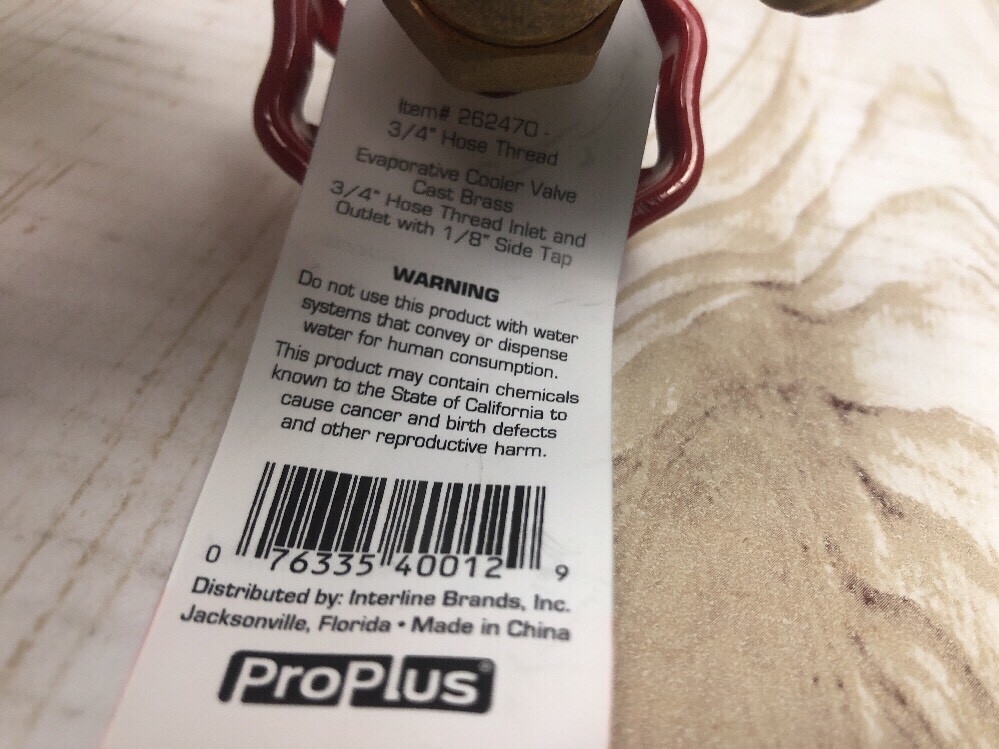 Item# 262470 -
3/4" Hose Thread
Evaporative Cooler Valve
Cast Brass
3/4" Hose Thread Inlet and
Outlet with 1/8" Side Tap
WARNING
Do not use this product with water
systems that convey or dispense
water for human consumption.
This product may contain chemicals
known to the State of California to
cause cancer and birth defects
and other reproductive harm.
0 76335 40012 9
Distributed by: Interline Brands, Inc.
Jacksonville, Florida • Made in China
ProPlus®